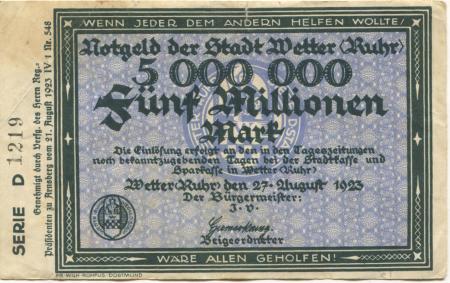 WENN JEDER DEM ANDERN HELFEN WOLLTE,
Notgeld der Stadt Wetter (Ruhr)
5 000 000
Fünf Millionen
Mark
Die Einlösung erfolgt an den in den Tageszeitungen
noch bekanntzugebenden Tagen bei der Stadtkasse und
Sparkasse in Wetter (Ruhr)
Wetter (Ruhr) den 27. August 1923
Der Bürgermeister:
J. V.
Beigeordneter
WÄRE ALLEN GEHOLFEN!
SERIE D 1219
Genehmigt durch Verfg. des Herrn Reg.-
Präsidenten zu Arnsberg vom 21. August 1923 IV 1 Nr. 548
DORTMUND